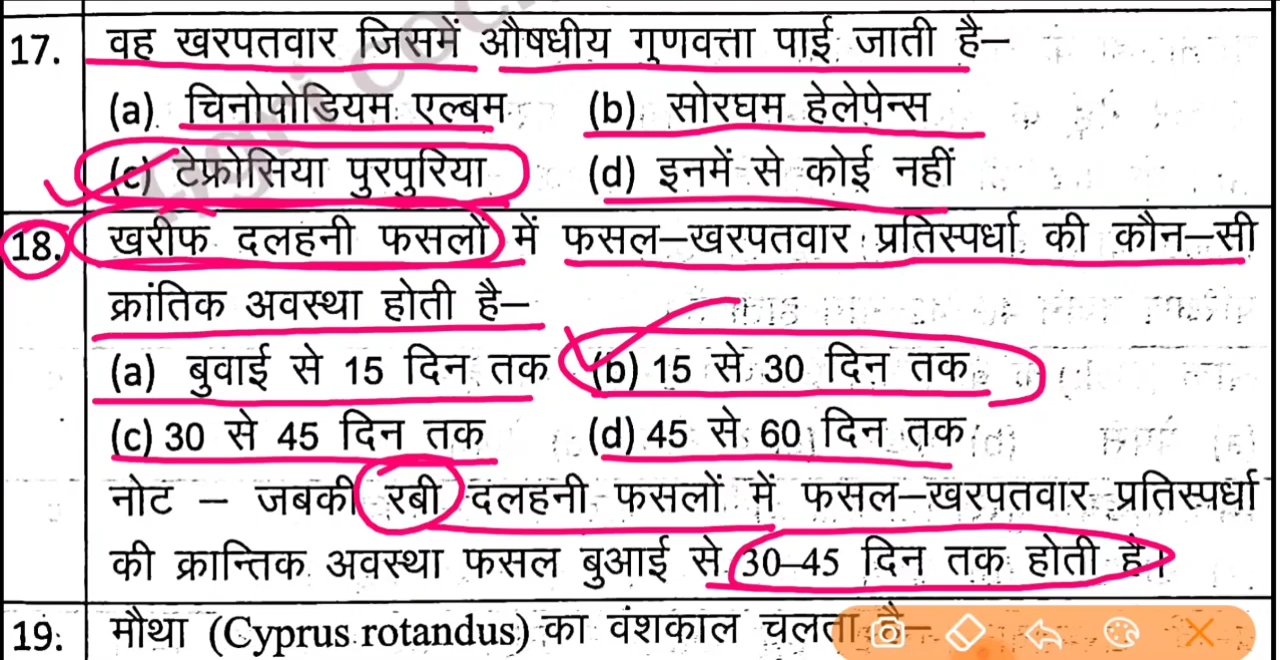 17. वह खरपतवार जिसमें औषधीय गुणवत्ता पाई जाती है–
(a). चिनोपोडियम एल्बम (b) सोरघम हेलेपेन्स
(c) टेफ्रोसिया पुरपुरिया (d) इनमें से कोई नहीं
18. खरीफ दलहनी फसलों में फसल–खरपतवार प्रतिस्पर्धा की कौन–सी
क्रांतिक अवस्था होती है–
(a) बुवाई से 15 दिन तक (b) 15 से 30 दिन तक
(c) 30 से 45 दिन तक (d) 45 से 60 दिन तक
नोट – जबकी रबी दलहनी फसलों में फसल–खरपतवार प्रतिस्पर्धा
की क्रान्तिक अवस्था फसल बुआई से 30–45 दिन तक होती है।
19. मौथा (Cyprus rotandus) का वंशकाल चलता है–